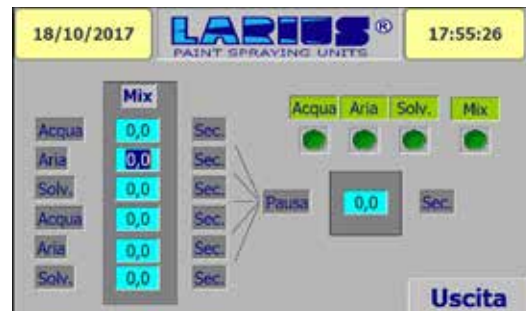 18/10/2017
LARIUS®
PAINT SPRAYING UNITS
17:55:26
Mix
Acqua 0,0 Sec.
Aria 0,0 Sec.
Solv. 0,0 Sec.
Acqua 0,0 Sec.
Aria 0,0 Sec.
Solv. 0,0 Sec.
Acqua Aria Solv. Mix
Pausa 0,0 Sec.
Uscita